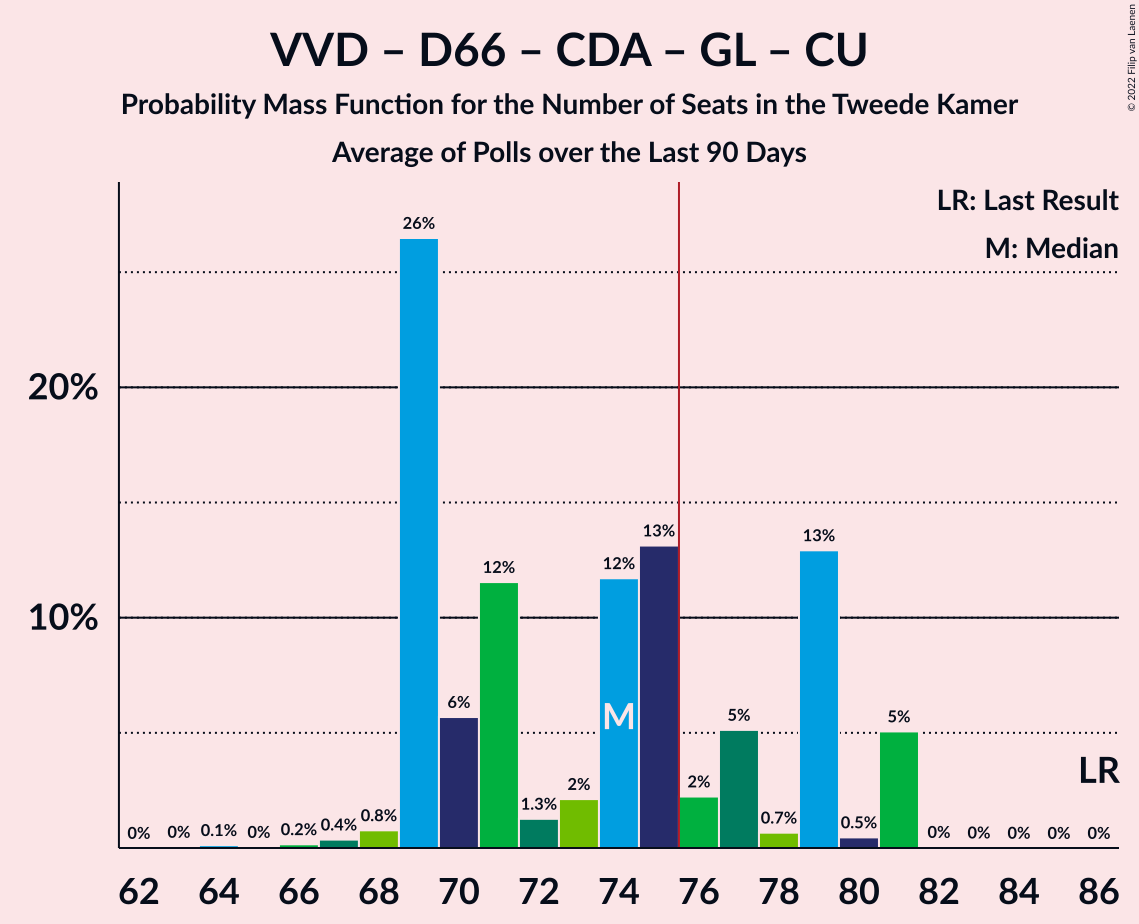 VVD – D66 – CDA – GL – CU
Probability Mass Function for the Number of Seats in the Tweede Kamer
Average of Polls over the Last 90 Days
© 2022 Filip van Laenen
LR: Last Result
M: Median
20%
10%
0% 0% 0.1% 0% 0.2% 0.4% 0.8% 26% 6% 12% 1.3% 2% 12% 13% 2% 5% 0.7% 13% 0.5% 5% 0% 0% 0% 0% 0%
M
LR
62 64 66 68 70 72 74 76 78 80 82 84 86